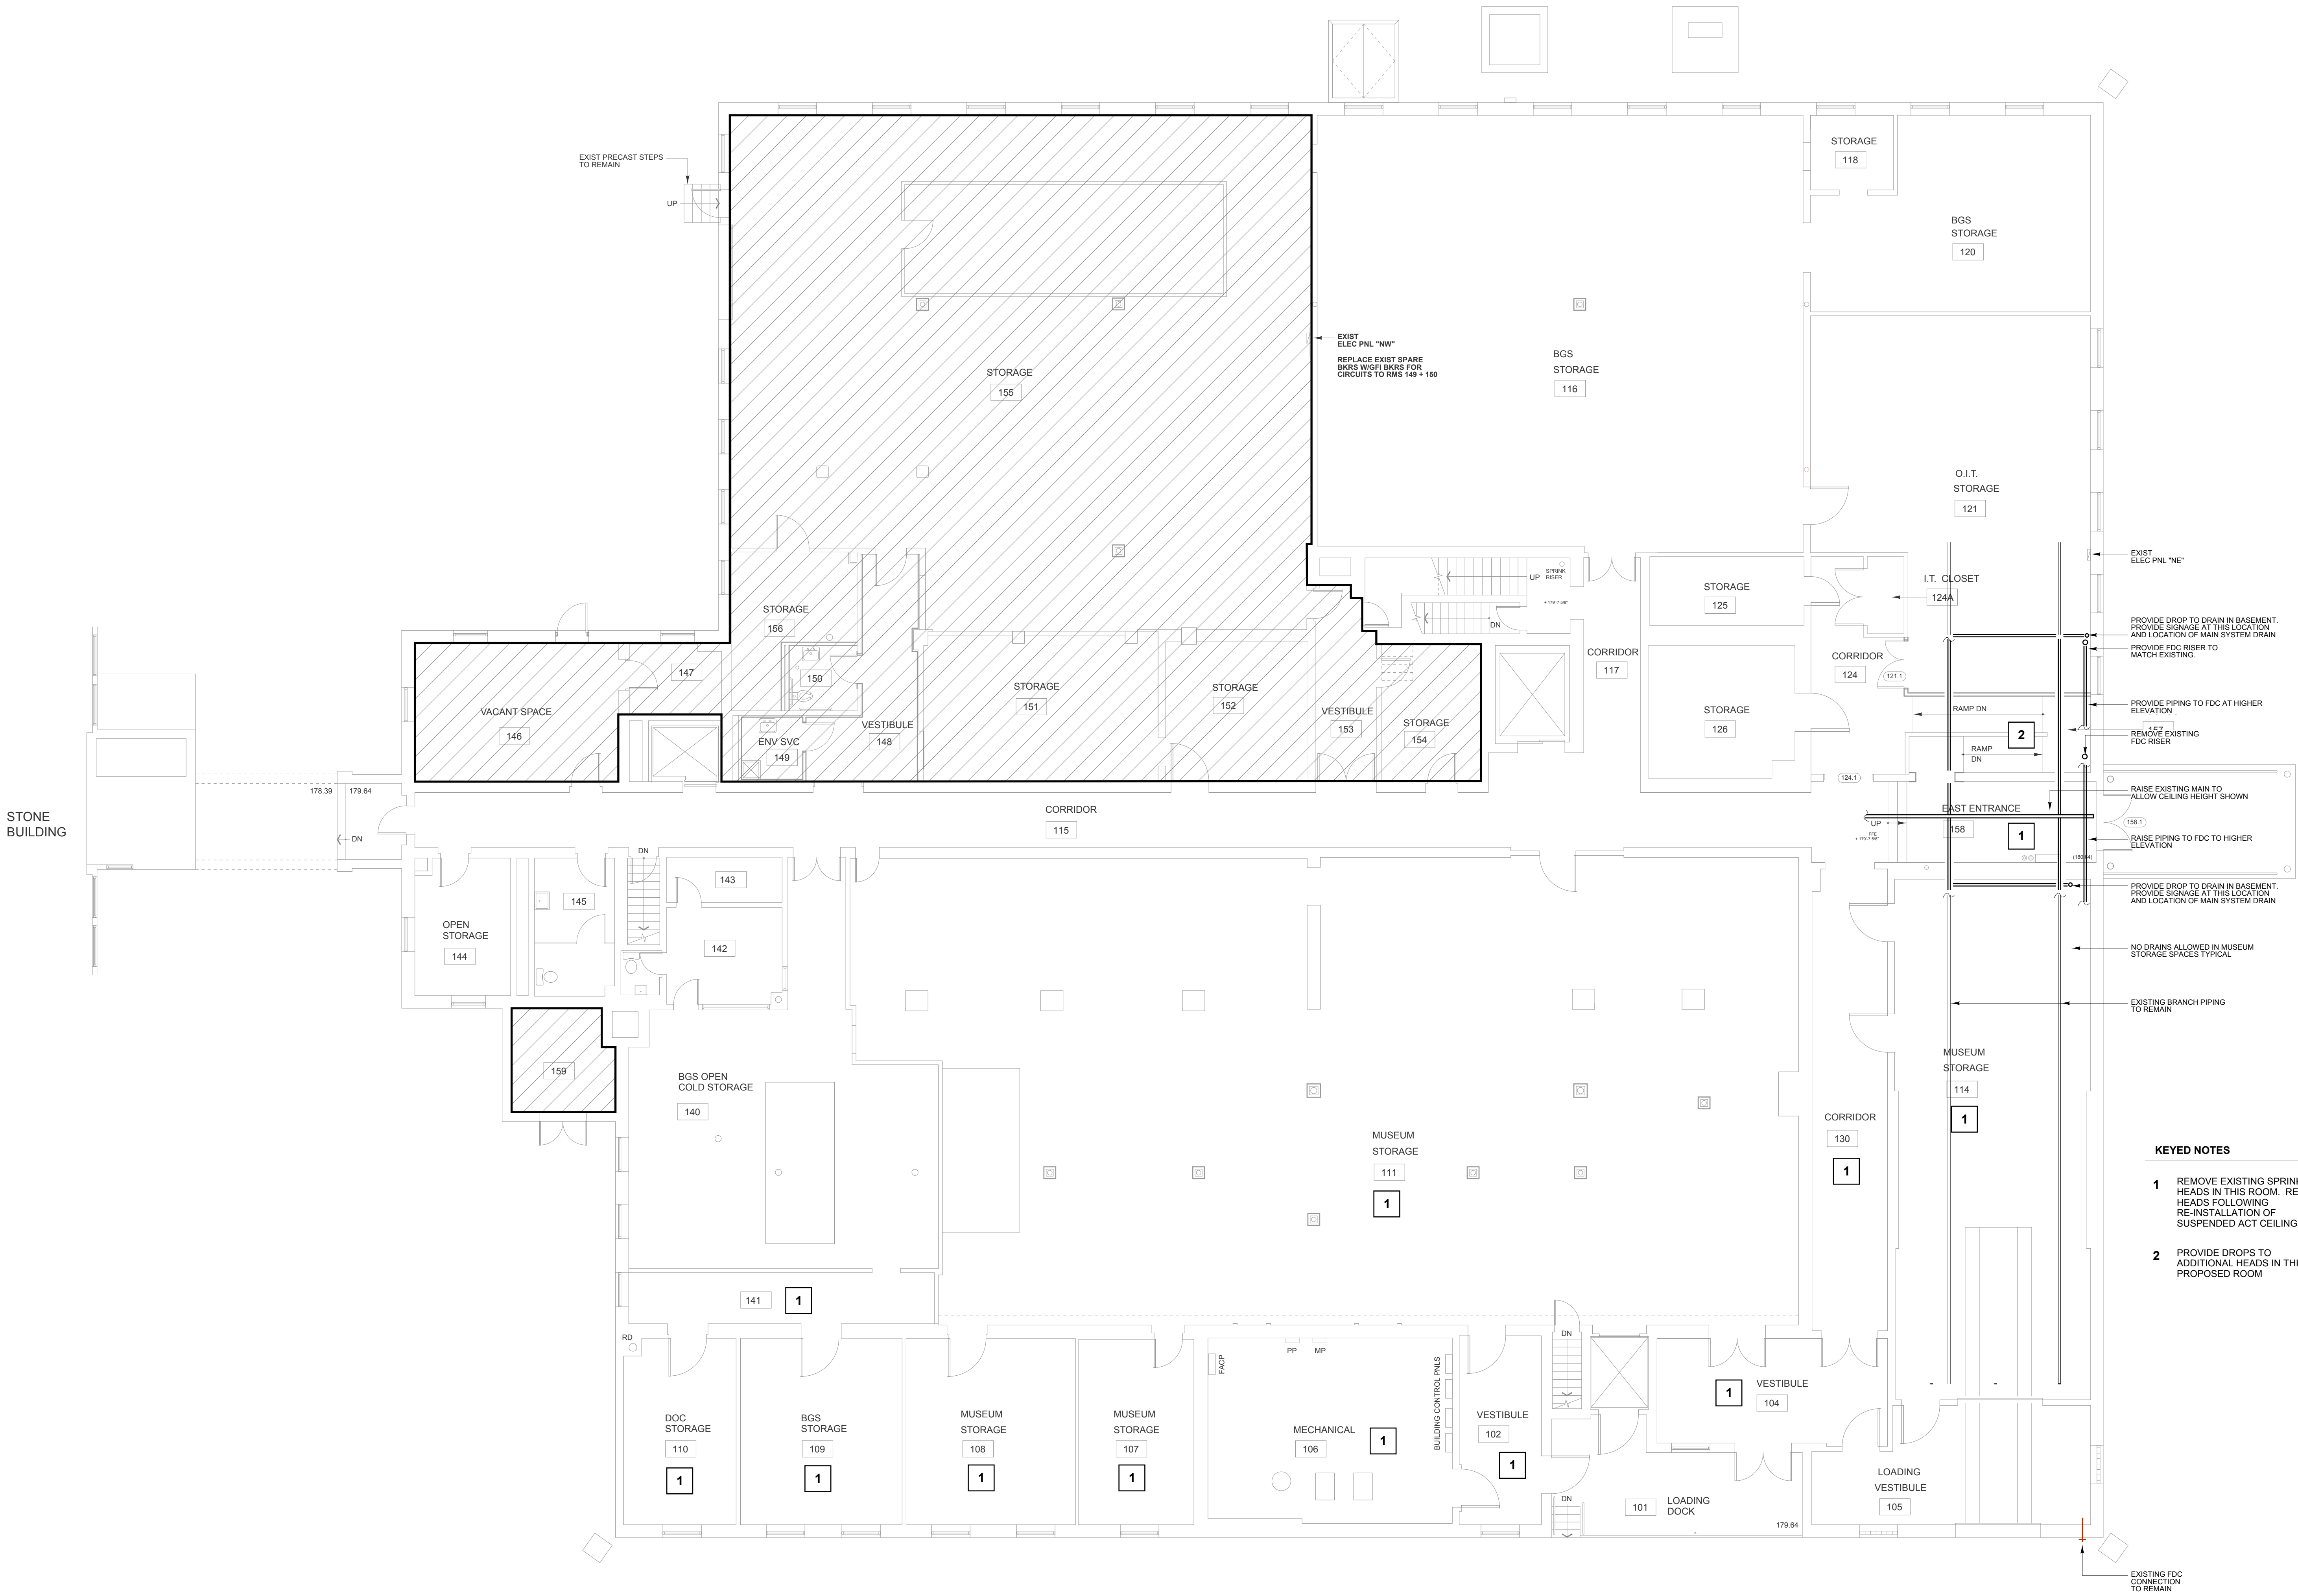 EXIST PRECAST STEPS
TO REMAIN
UP
STORAGE
118
BGS
STORAGE
120
EXIST
ELEC PNL "NW"
REPLACE EXIST SPARE
BKRS W/GFI BKRS FOR
CIRCUITS TO RMS 149 + 150
STORAGE
155
BGS
STORAGE
116
O.I.T.
STORAGE
121
EXIST
ELEC PNL "NE"
UP
SPRINK
RISER
+ 179'-7 5/8"
DN
STORAGE
125
I.T. CLOSET
124A
STORAGE
156
147
150
VACANT SPACE
146
ENV SVC
149
VESTIBULE
148
STORAGE
151
STORAGE
152
VESTIBULE
153
STORAGE
154
CORRIDOR
117
STORAGE
126
CORRIDOR
124
121.1
PROVIDE DROP TO DRAIN IN BASEMENT.
PROVIDE SIGNAGE AT THIS LOCATION
AND LOCATION OF MAIN SYSTEM DRAIN
PROVIDE FDC RISER TO
MATCH EXISTING.
PROVIDE PIPING TO FDC AT HIGHER
ELEVATION
RAMP DN
2
157
REMOVE EXISTING
FDC RISER
RAMP
DN
124.1
RAISE EXISTING MAIN TO
ALLOW CEILING HEIGHT SHOWN
EAST ENTRANCE
158
1
UP
FFE
+ 179'-7 5/8"
158.1
(180.64)
RAISE PIPING TO FDC TO HIGHER
ELEVATION
PROVIDE DROP TO DRAIN IN BASEMENT.
PROVIDE SIGNAGE AT THIS LOCATION
AND LOCATION OF MAIN SYSTEM DRAIN
STONE
BUILDING
178.39
179.64
DN
CORRIDOR
115
DN
143
145
142
OPEN
STORAGE
144
NO DRAINS ALLOWED IN MUSEUM
STORAGE SPACES TYPICAL
EXISTING BRANCH PIPING
TO REMAIN
159
BGS OPEN
COLD STORAGE
140
MUSEUM
STORAGE
111
1
CORRIDOR
130
1
MUSEUM
STORAGE
114
1
KEYED NOTES
1 REMOVE EXISTING
HEADS IN THIS ROOM.
HEADS FOLLOWING
RE-INSTALLATION OF
SUSPENDED ACT CEILING
2 PROVIDE DROPS TO
ADDITIONAL HEADS IN
PROPOSED ROOM
141
1
RD
DOC
STORAGE
110
1
BGS
STORAGE
109
1
MUSEUM
STORAGE
108
1
MUSEUM
STORAGE
107
1
FACP
PP
MP
MECHANICAL
106
1
BUILDING CONTROL PNLS
VESTIBULE
102
1
DN
DN
1
VESTIBULE
104
101
LOADING
DOCK
179.64
LOADING
VESTIBULE
105
EXISTING FDC
CONNECTION
TO REMAIN